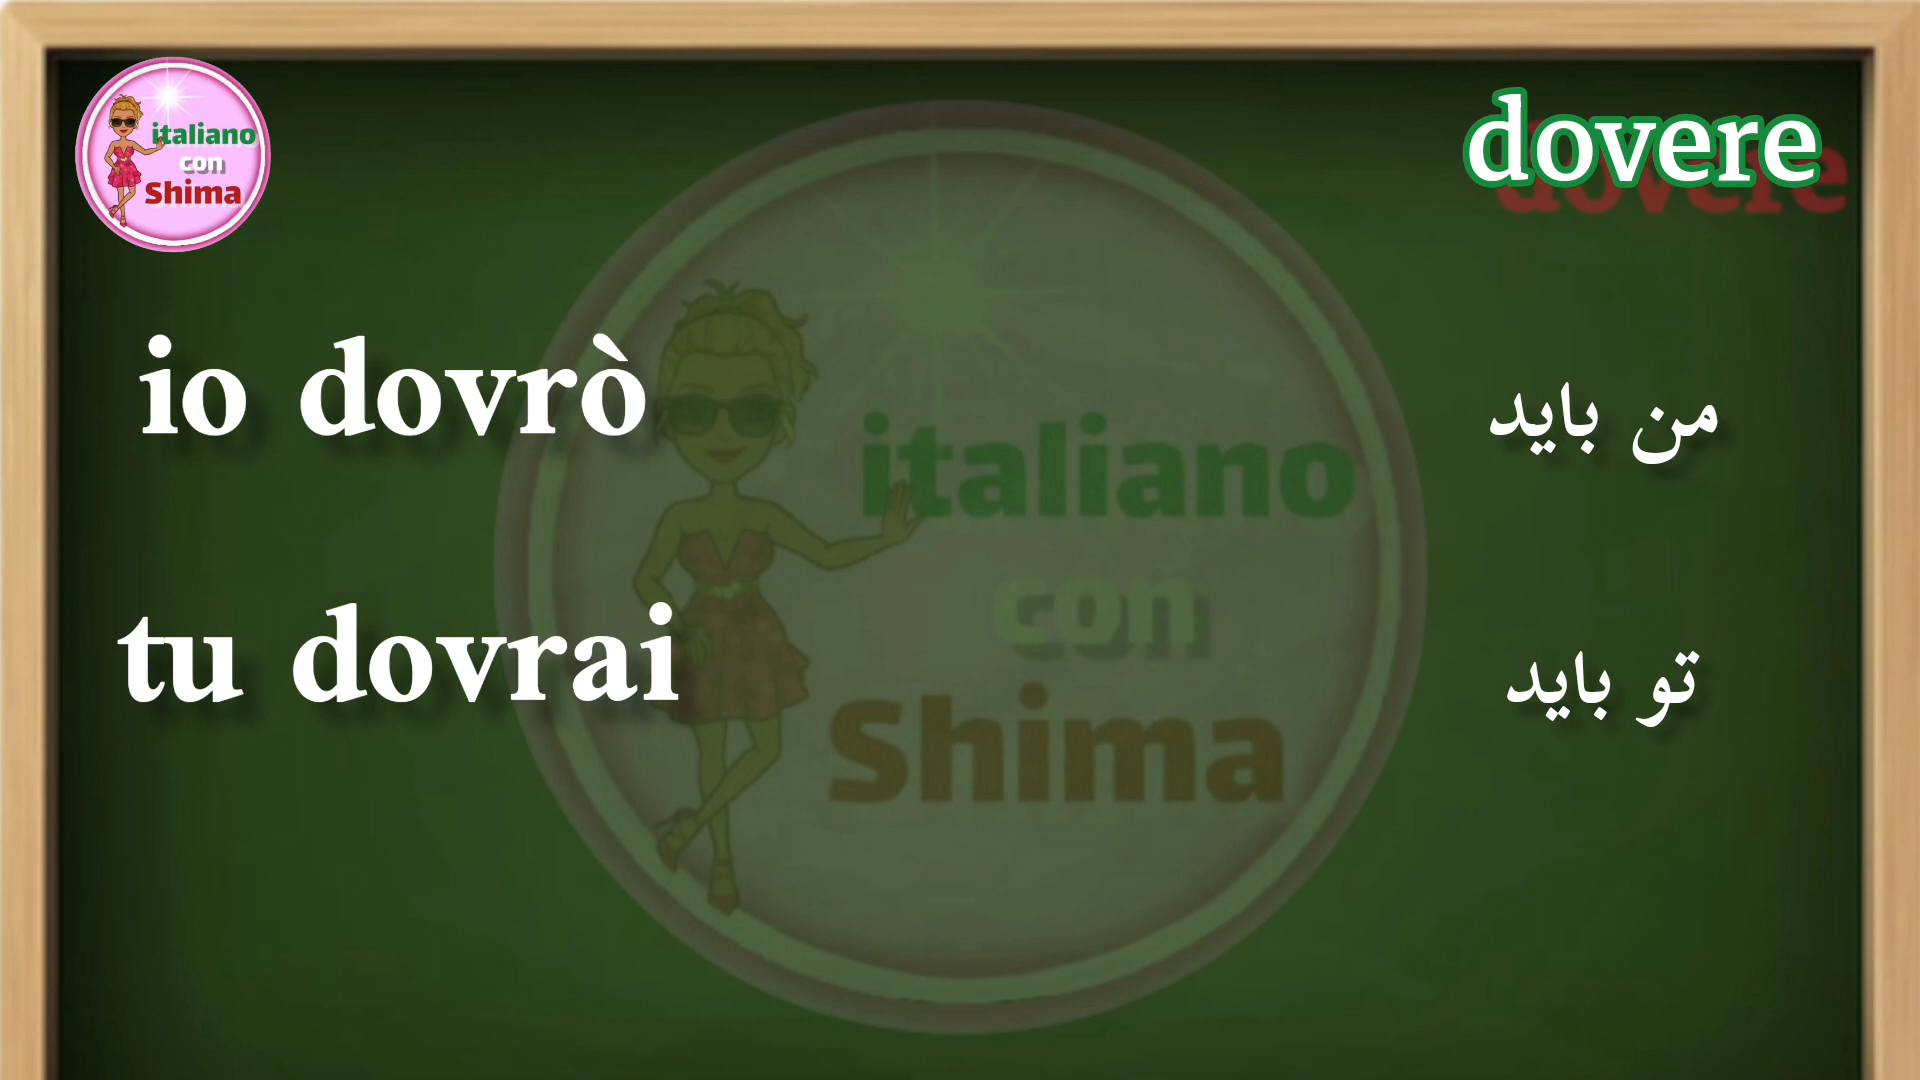 italiano
con
Shima
dovere
io dovrò
من باید
tu dovrai
تو باید
italiano
con
Shima